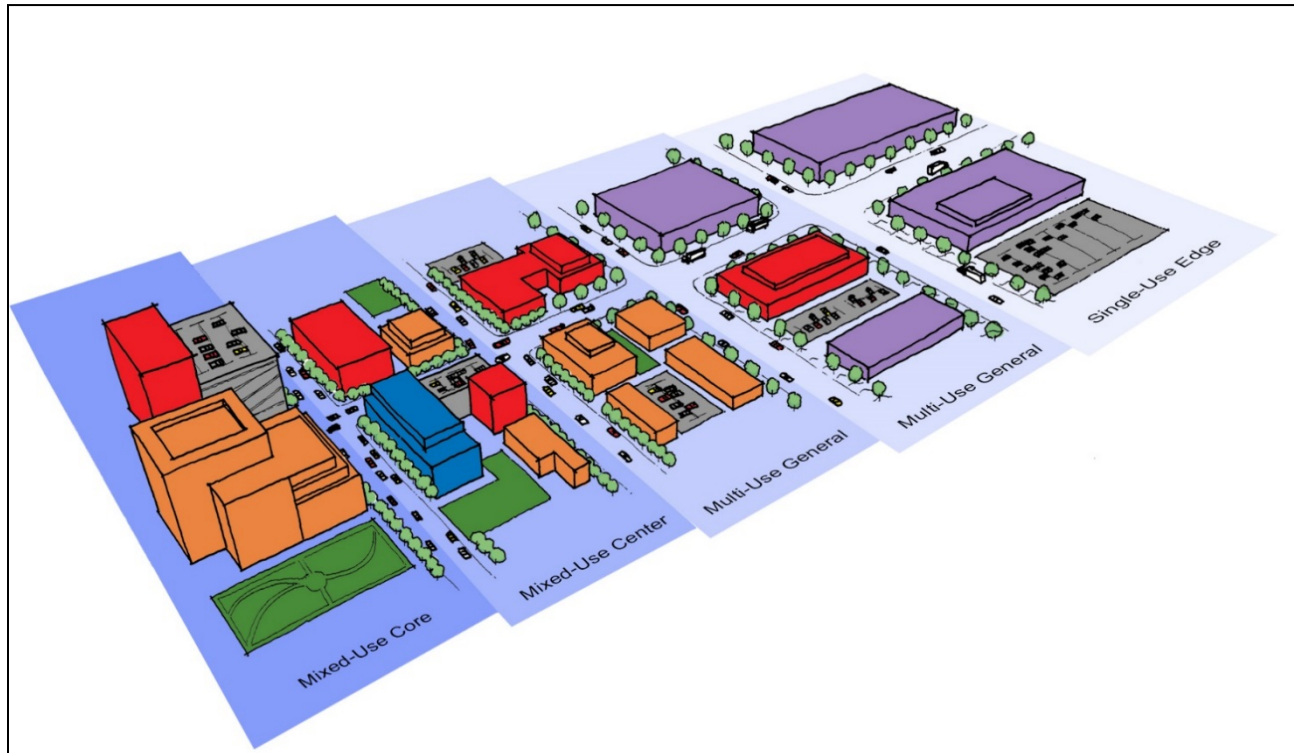 Mixed-Use Core
Mixed-Use Center
Multi-Use General
Multi-Use General
Single-Use Edge